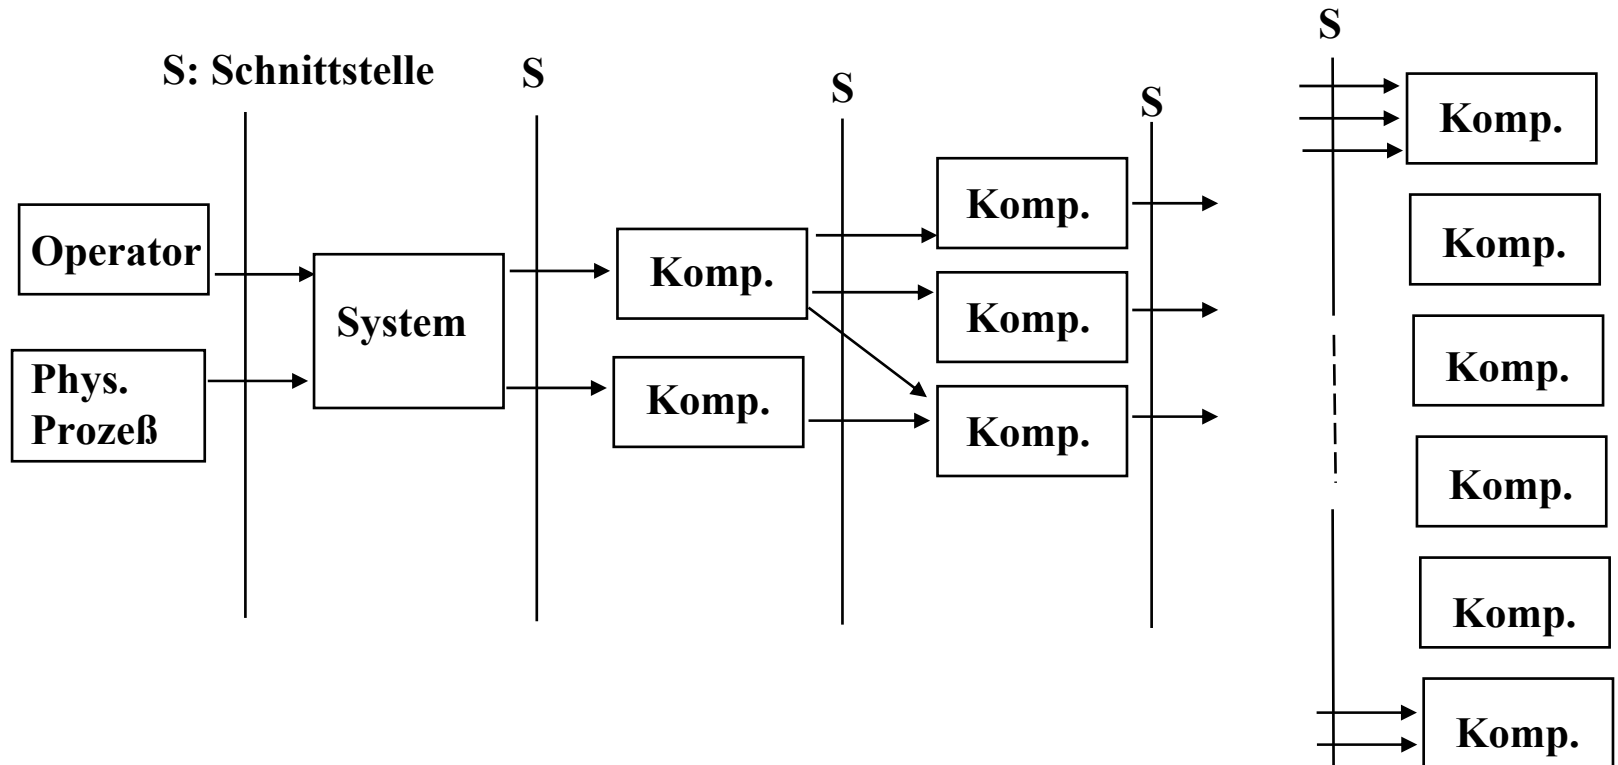 S: Schnittstelle
S
S
S
S
Operator
Phys.
Prozeß
System
Komp.
Komp.
Komp.
Komp.
Komp.
Komp.
Komp.
Komp.
Komp.
Komp.
Komp.